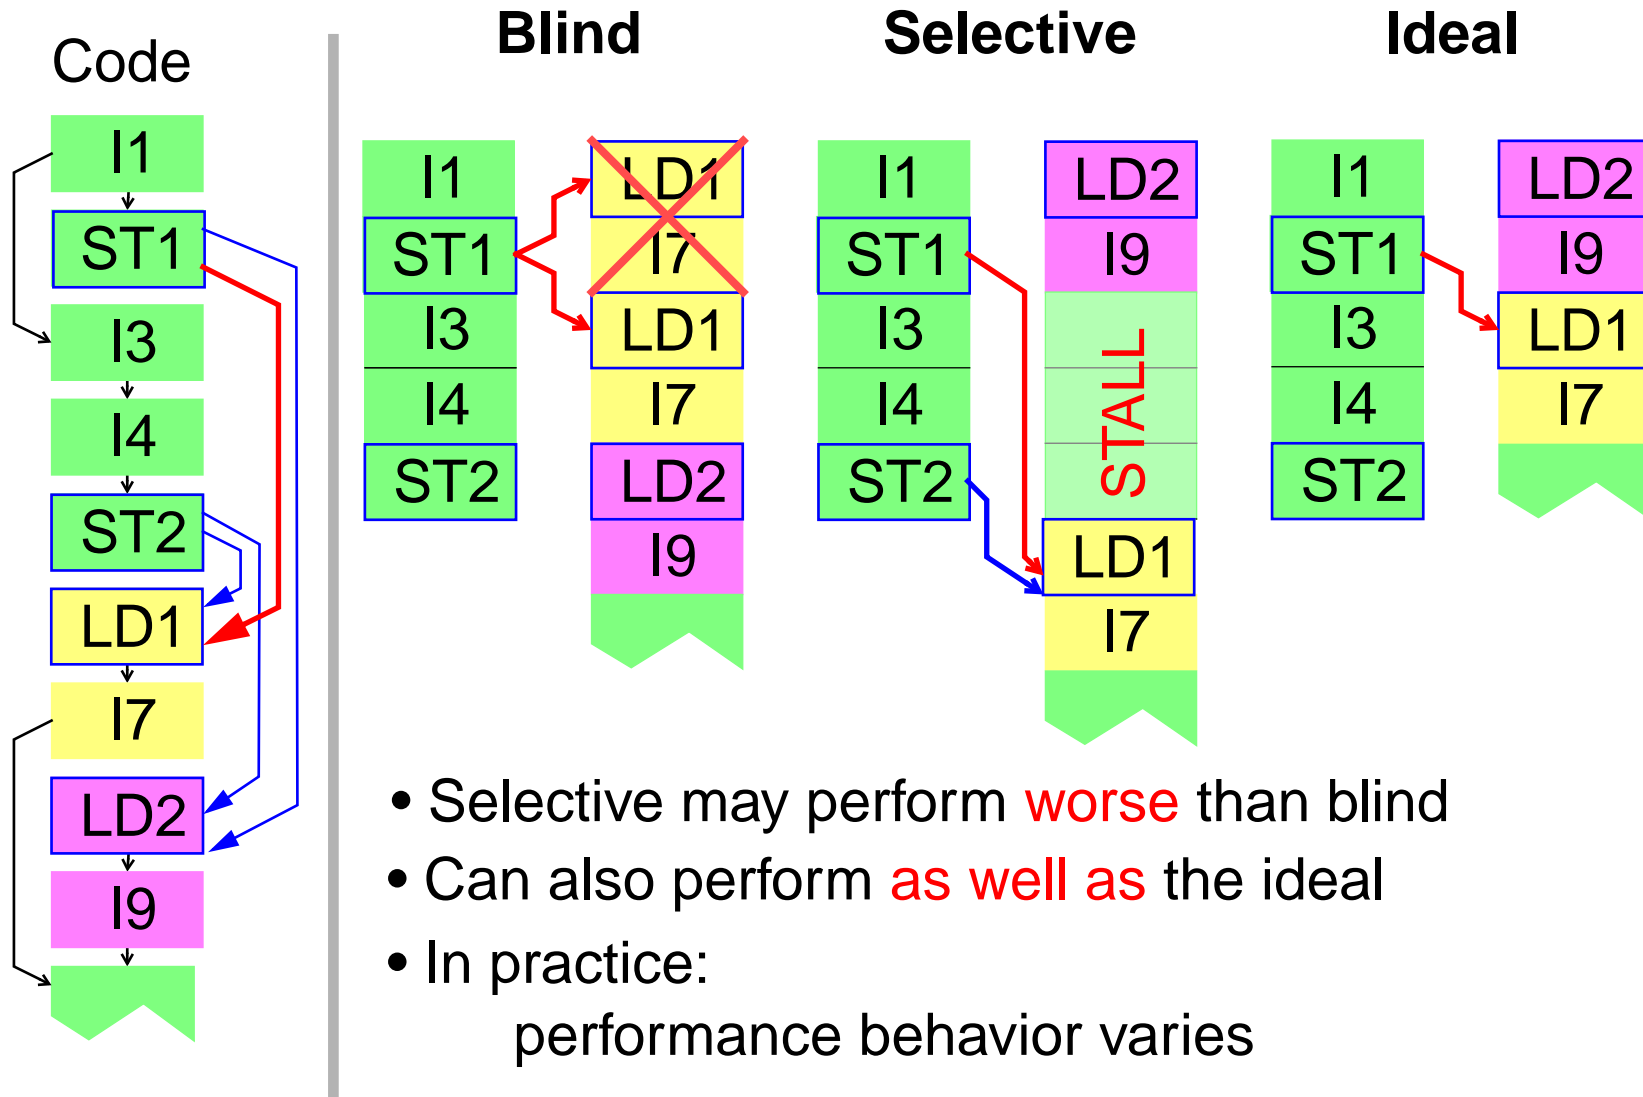 Code
I1
ST1
I3
I4
ST2
LD1
I7
LD2
I9
Blind
I1
ST1
I3
I4
ST2
LD1
I7
LD1
I7
LD2
I9
Selective
I1
ST1
I3
I4
ST2
LD2
I9
STALL
LD1
I7
Ideal
I1
ST1
I3
I4
ST2
LD2
I9
LD1
I7
• Selective may perform worse than blind
• Can also perform as well as the ideal
• In practice:
performance behavior varies